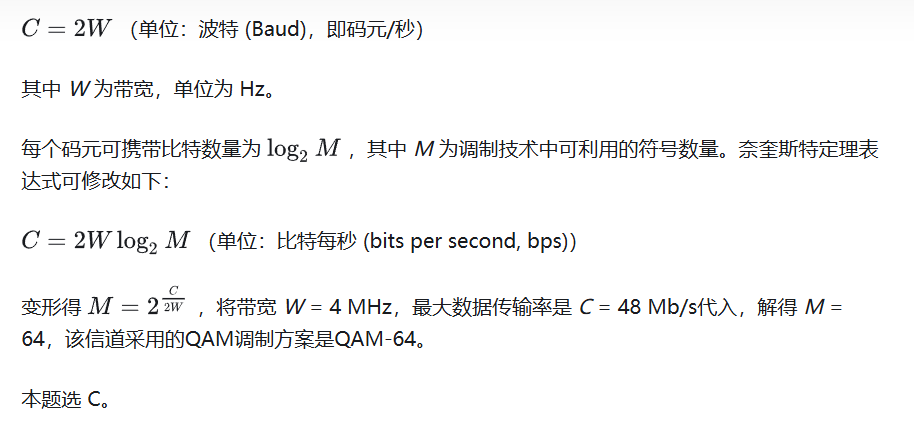 C = 2W （单位：波特 (Baud)，即码元/秒）
其中 W 为带宽，单位为 Hz。
每个码元可携带比特数量为 log₂ M ，其中 M 为调制技术中可利用的符号数量。奈奎斯特定理表
达式可修改如下：
C = 2W log₂ M （单位：比特每秒 (bits per second, bps)）
变形得 M = 2^(C/2W) ，将带宽 W = 4 MHz，最大数据传输率是 C = 48 Mb/s代入，解得 M =
64，该信道采用的QAM调制方案是QAM-64。
本题选 C。